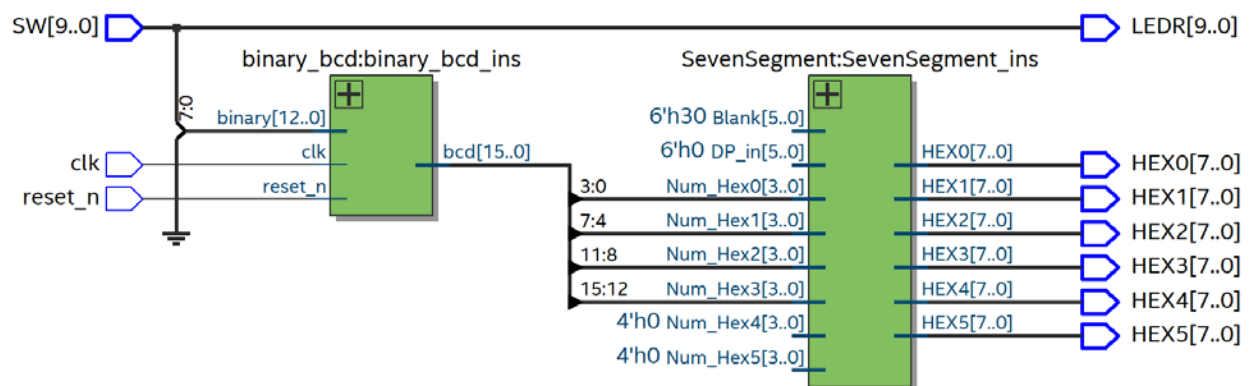 SW[9..0]
LEDR[9..0]
binary_bcd:binary_bcd_ins
SevenSegment:SevenSegment_ins
7:0
6'h30 Blank[5..0]
binary[12..0]
clk
clk
bcd[15..0]
6'h0 DP_in[5..0]
HEX0[7..0]
HEX0[7..0]
reset_n
reset_n
3:0
Num_Hex0[3..0]
HEX1[7..0]
HEX1[7..0]
7:4
Num_Hex1[3..0]
HEX2[7..0]
HEX2[7..0]
11:8
Num_Hex2[3..0]
HEX3[7..0]
HEX3[7..0]
15:12
Num_Hex3[3..0]
HEX4[7..0]
HEX4[7..0]
4'h0 Num_Hex4[3..0]
HEX5[7..0]
HEX5[7..0]
4'h0 Num_Hex5[3..0]